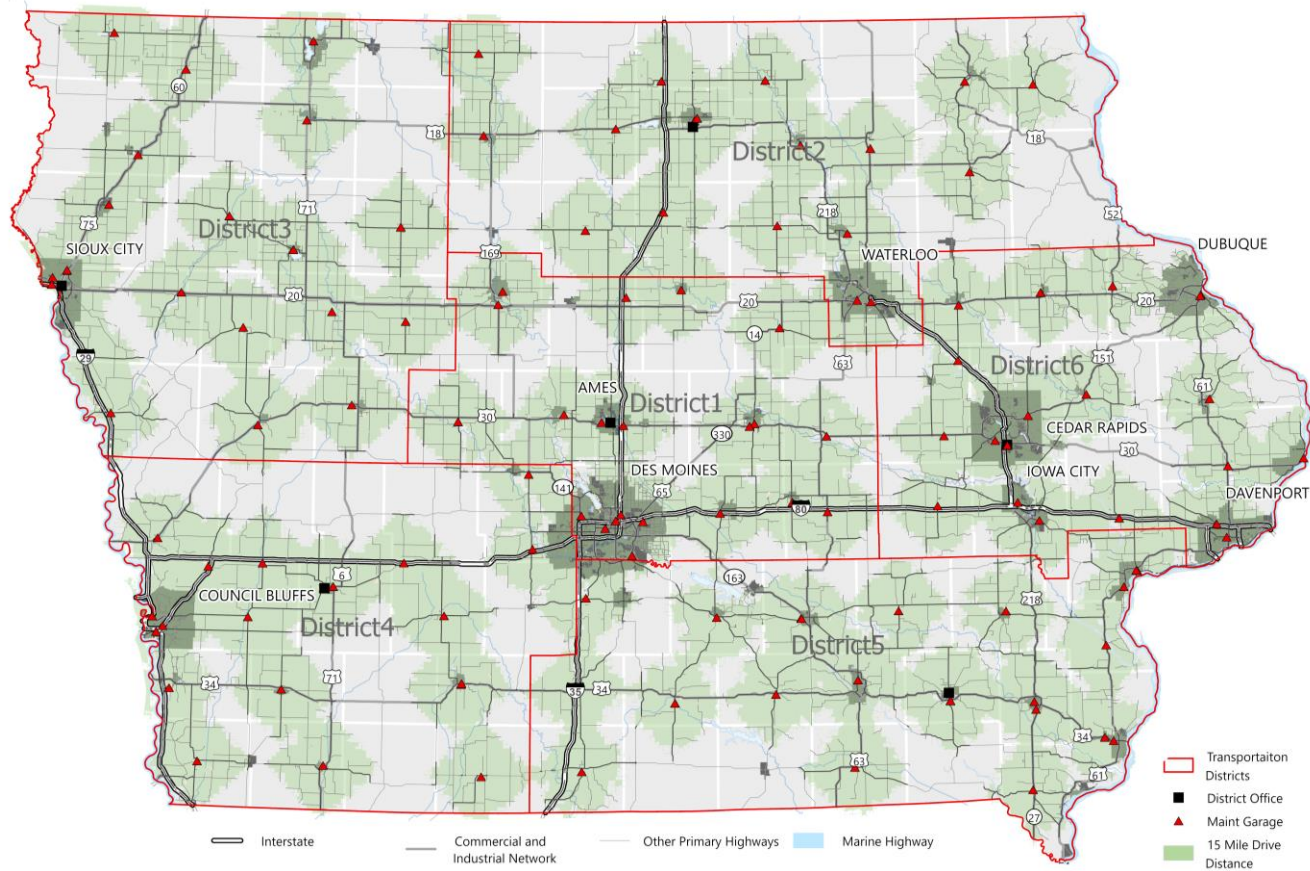 60
18
71
75
District3
SIOUX CITY
20
29
169
District2
218
18
52
WATERLOO
DUBUQUE
20
20
14
63
151
District6
61
AMES
District1
30
330
CEDAR RAPIDS
30
DES MOINES
IOWA CITY
141
65
80
DAVENPORT
6
COUNCIL BLUFFS
District4
163
218
District5
34
71
35
34
34
63
61
27
Transportaiton
Districts
District Office
Maint Garage
15 Mile Drive
Distance
Interstate
Commercial and
Industrial Network
Other Primary Highways
Marine Highway